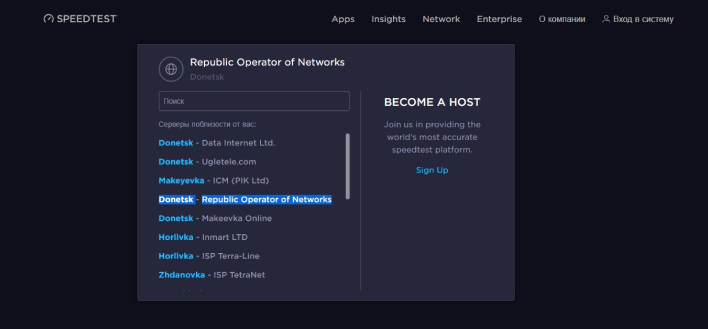 SPEEDTEST
Apps Insights Network Enterprise О компании Вход в систему
Republic Operator of Networks
Donetsk
Поиск
Серверы поблизости от вас:
Donetsk - Data Internet Ltd.
Donetsk - Ugletele.com
Makeyevka - ICM (PIK Ltd)
Donetsk - Republic Operator of Networks
Donetsk - Makeevka Online
Horlivka - Inmart LTD
Horlivka - ISP Terra-Line
Zhdanovka - ISP TetraNet
BECOME A HOST
Join us in providing the
world's most accurate
speedtest platform.
Sign Up